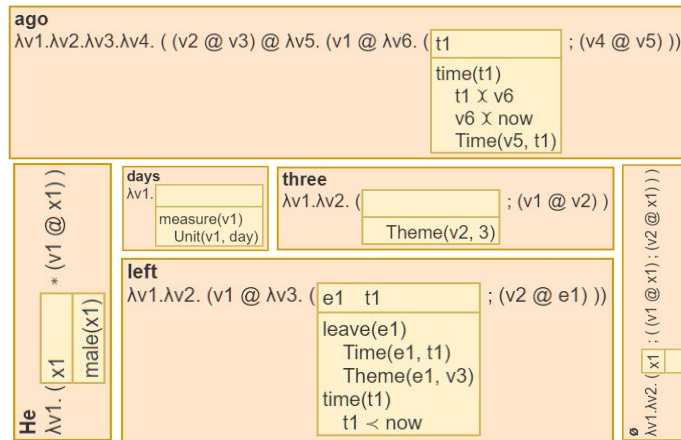 ago
λv1.λv2.λv3.λv4. ( ((v2 @ v3) @ λv5. (v1 @ λv6. ( t1 ; (v4 @ v5) ))
time(t1)
t1 ꭓ v6
v6 ꭓ now
Time(v5, t1)
He
λv1. ( x1 * (v1 @ x1) )
male(x1)
days
λv1.
measure(v1)
Unit(v1, day)
three
λv1.λv2. ( ; (v1 @ v2) )
Theme(v2, 3)
left
λv1.λv2. (v1 @ λv3. ( e1 t1 ; (v2 @ e1) ))
leave(e1)
Time(e1, t1)
Theme(e1, v3)
time(t1)
t1 ≺ now
ø
λv1.λv2. ( x1 ; ((v1 @ x1) ; (v2 @ x1) ) )